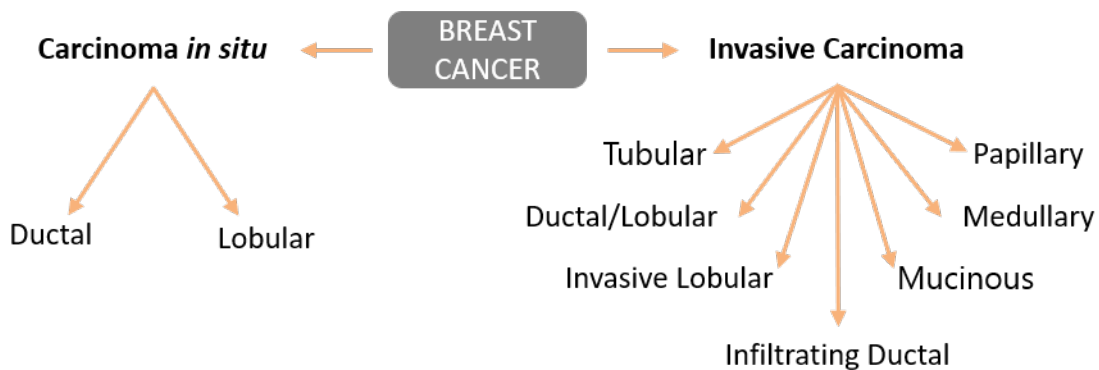 Carcinoma in situ
BREAST
CANCER
Invasive Carcinoma
Ductal
Lobular
Tubular
Papillary
Ductal/Lobular
Medullary
Invasive Lobular
Mucinous
Infiltrating Ductal